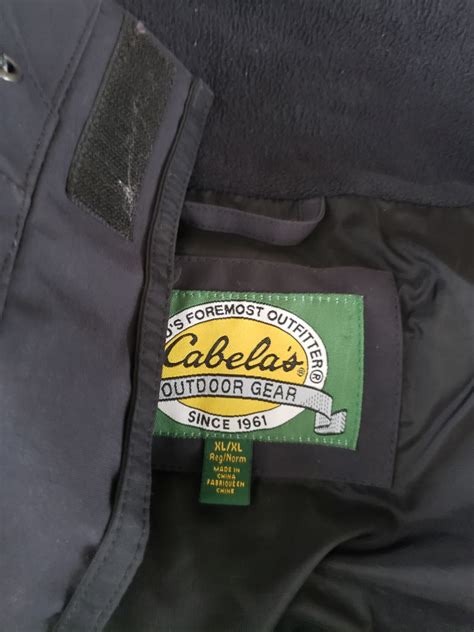 'S FOREMOST OUTFITTER®
Cabela's®
OUTDOOR GEAR
SINCE 1961
XL/XL
Reg/Norm
MADE IN
CHINA
FABRIQUE EN
CHINE